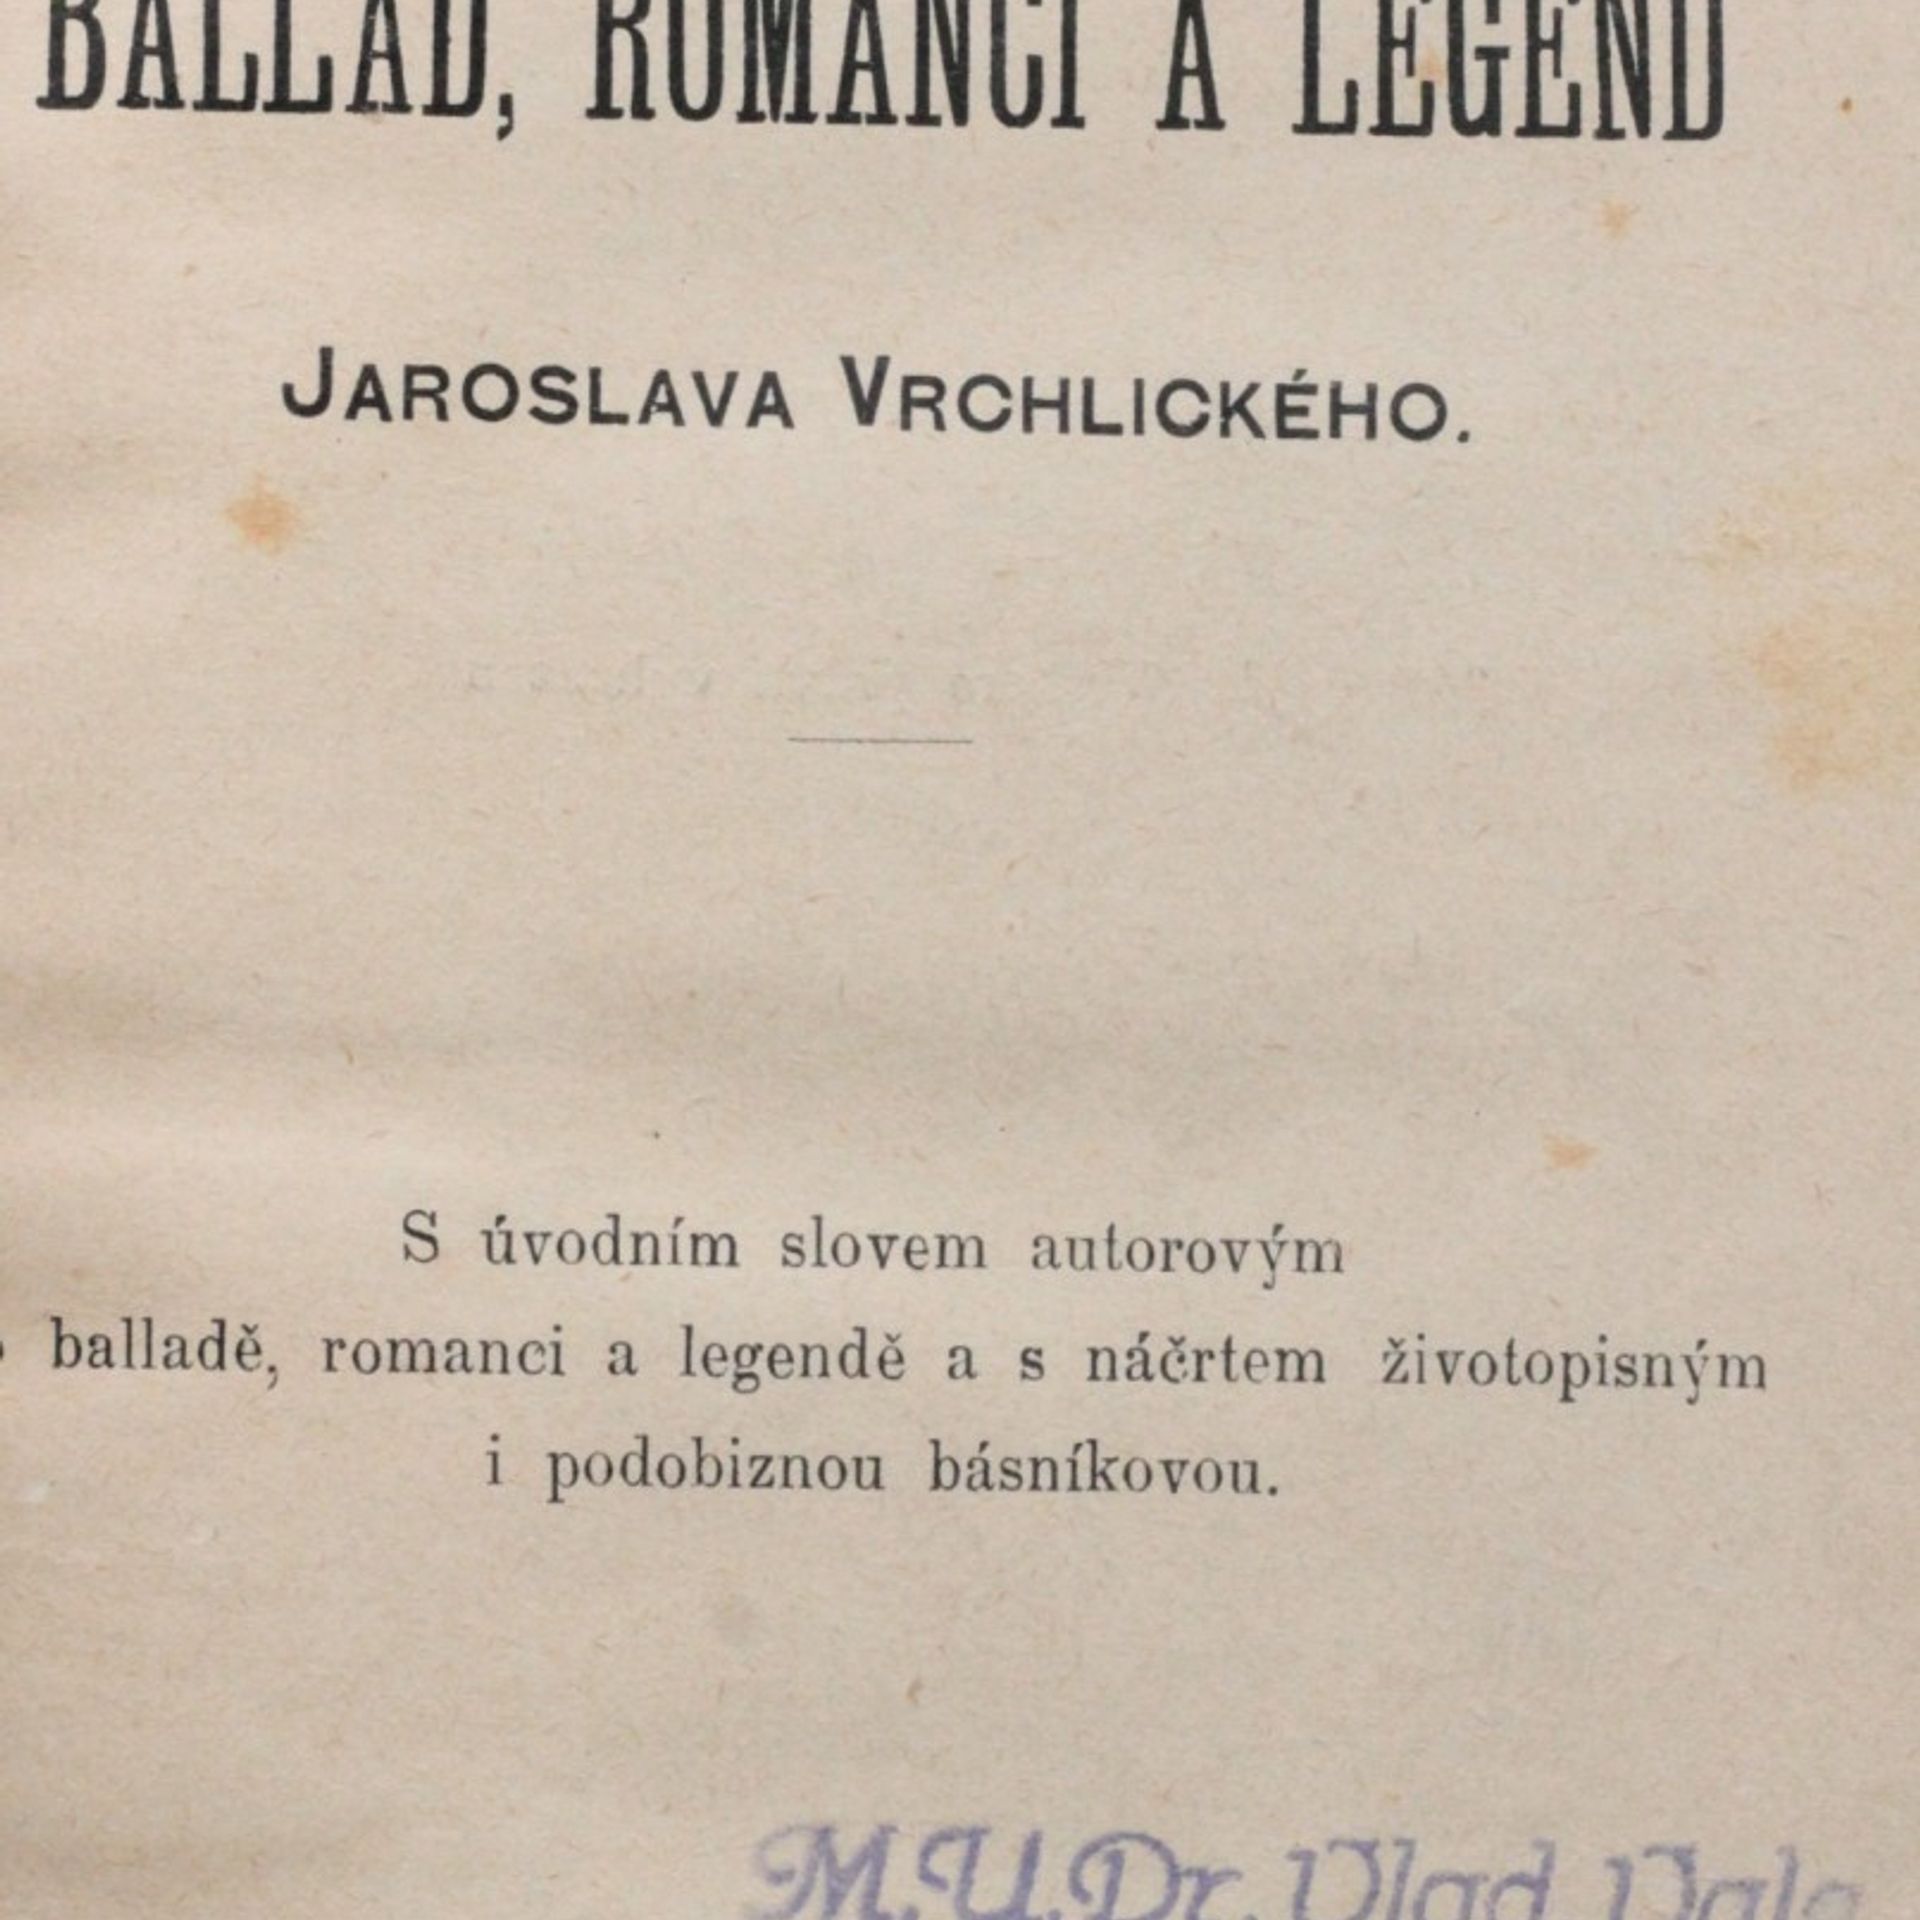 BALLAD, ROMANCÍ A LEGEND
JAROSLAVA VRCHLICKÉHO.
S úvodním slovem autorovým
o balladě, romanci a legendě a s náčrtem životopisným
i podobiznou básníkovou.
M.U.Dr. Vlad.